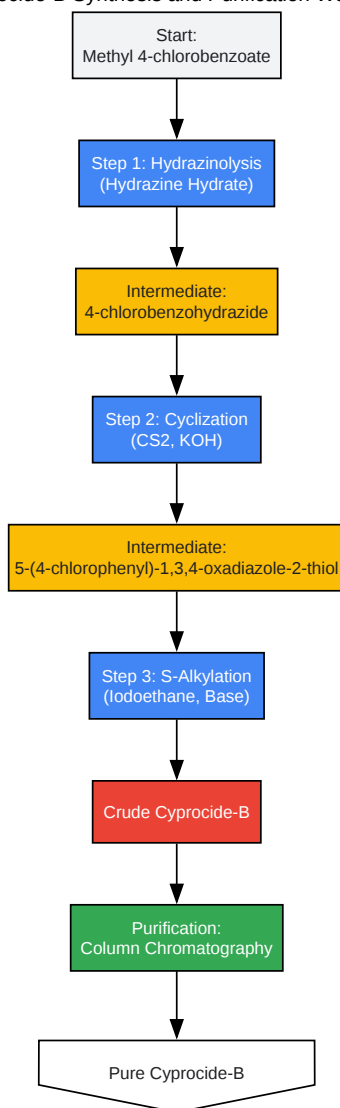 ocide-B Synthesis and Purification Wo
Start:
Methyl 4-chlorobenzoate
Step 1: Hydrazinolysis
(Hydrazine Hydrate)
Intermediate:
4-chlorobenzohydrazide
Step 2: Cyclization
(CS2, KOH)
Intermediate:
5-(4-chlorophenyl)-1,3,4-oxadiazole-2-thiol
Step 3: S-Alkylation
(Iodoethane, Base)
Crude Cyprocide-B
Purification:
Column Chromatography
Pure Cyprocide-B